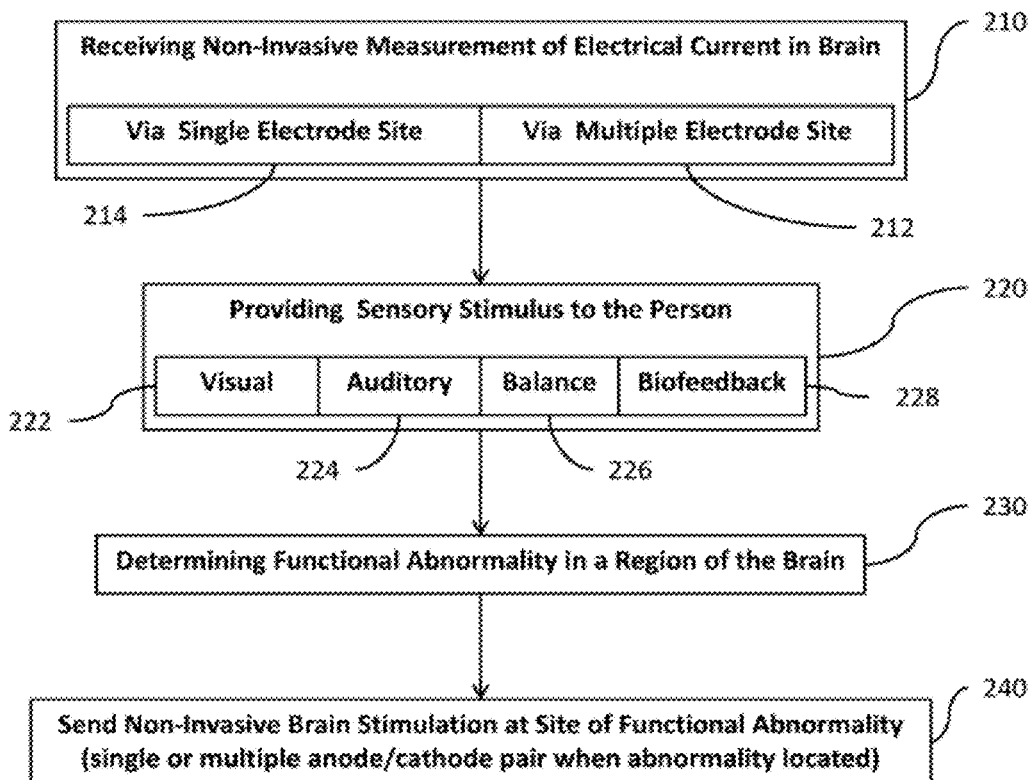 210
Receiving Non-Invasive Measurement of Electrical Current in Brain
Via Single Electrode Site
Via Multiple Electrode Site
214
212
220
Providing Sensory Stimulus to the Person
Visual
Auditory
Balance
Biofeedback
222
228
224
226
230
Determining Functional Abnormality in a Region of the Brain
240
Send Non-Invasive Brain Stimulation at Site of Functional Abnormality
(single or multiple anode/cathode pair when abnormality located)